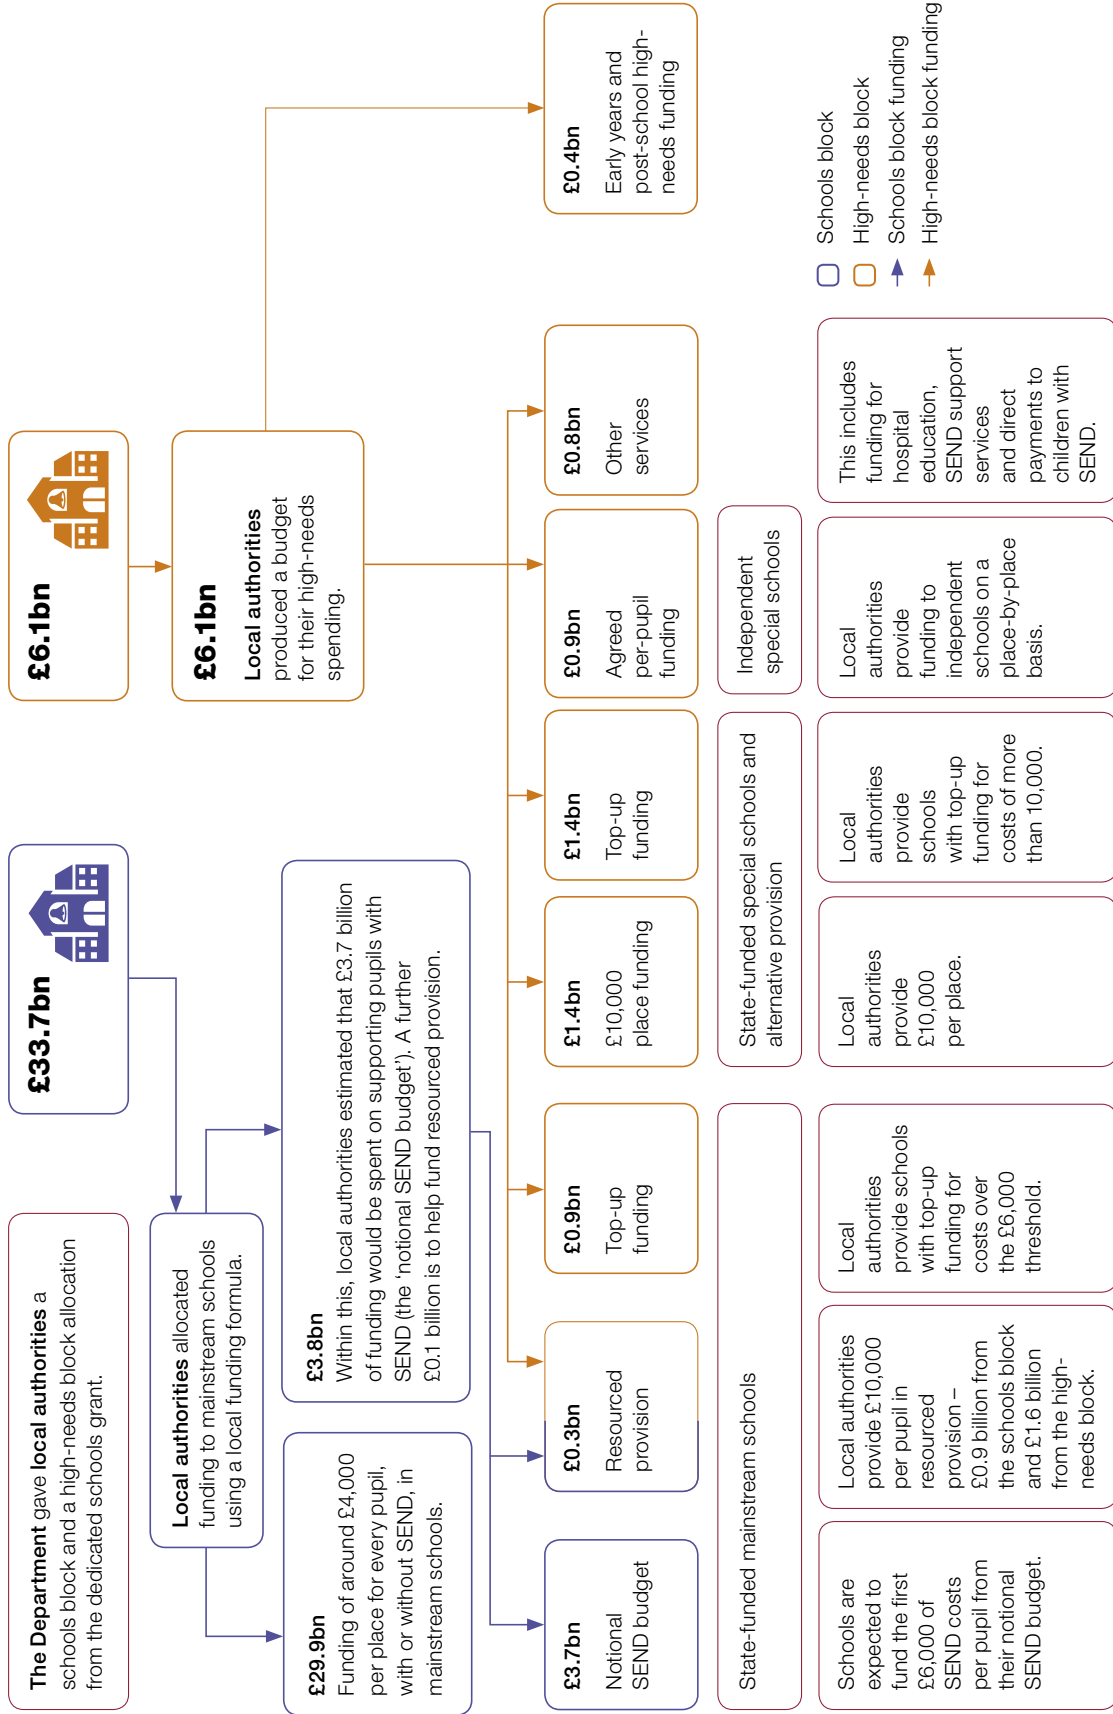 The Department gave local authorities a
schools block and a high-needs block allocation
from the dedicated schools grant.
£33.7bn
£6.1bn
Local authorities allocated
funding to mainstream schools
using a local funding formula.
£6.1bn
Local authorities
produced a budget
for their high-needs
spending.
£29.9bn
Funding of around £4,000
per place for every pupil,
with or without SEND, in
mainstream schools.
£3.8bn
Within this, local authorities estimated that £3.7 billion
of funding would be spent on supporting pupils with
SEND (the ‘notional SEND budget’). A further
£0.1 billion is to help fund resourced provision.
£3.7bn
Notional
SEND budget
£0.3bn
Resourced
provision
£0.9bn
Top-up
funding
£1.4bn
£10,000
place funding
£1.4bn
Top-up
funding
£0.9bn
Agreed
per-pupil
funding
£0.8bn
Other
services
£0.4bn
Early years and
post-school high-
needs funding
State-funded mainstream schools
State-funded special schools and
alternative provision
Independent
special schools
Schools are
expected to
fund the first
£6,000 of
SEND costs
per pupil from
their notional
SEND budget.
Local authorities
provide £10,000
per pupil in
resourced
provision –
£0.9 billion from
the schools block
and £1.6 billion
from the high-
needs block.
Local
authorities
provide schools
with top-up
funding for
costs over
the £6,000
threshold.
Local
authorities
provide
£10,000
per place.
Local
authorities
provide
schools
with top-up
funding for
costs of more
than 10,000.
Local
authorities
provide
funding to
independent
schools on a
place-by-place
basis.
This includes
funding for
hospital
education,
SEND support
services
and direct
payments to
children with
SEND.
Schools block
High-needs block
Schools block funding
High-needs block funding